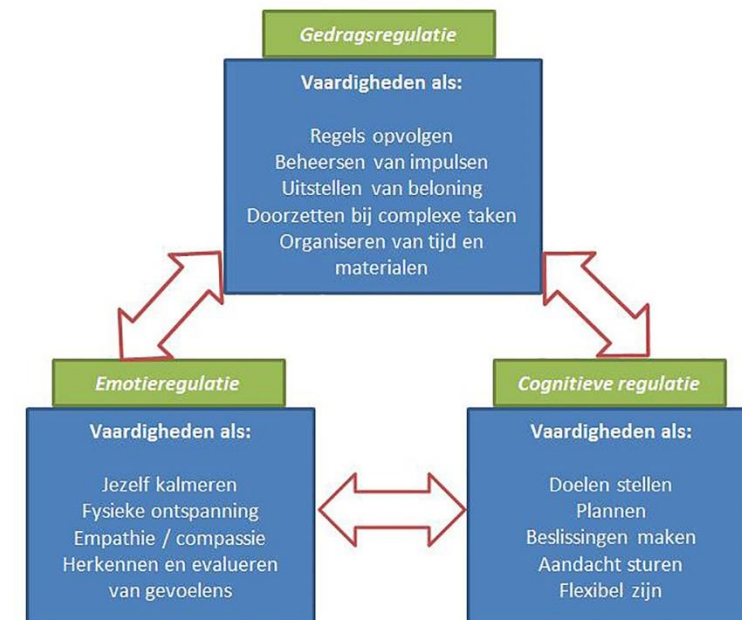 Gedragsregulatie
Vaardigheden als:
Regels opvolgen
Beheersen van impulsen
Uitstellen van beloning
Doorzetten bij complexe taken
Organiseren van tijd en
materialen
Emotieregulatie
Vaardigheden als:
Jezelf kalmeren
Fysieke ontspanning
Empathie / compassie
Herkennen en evalueren
van gevoelens
Cognitieve regulatie
Vaardigheden als:
Doelen stellen
Plannen
Beslissingen maken
Aandacht sturen
Flexibel zijn